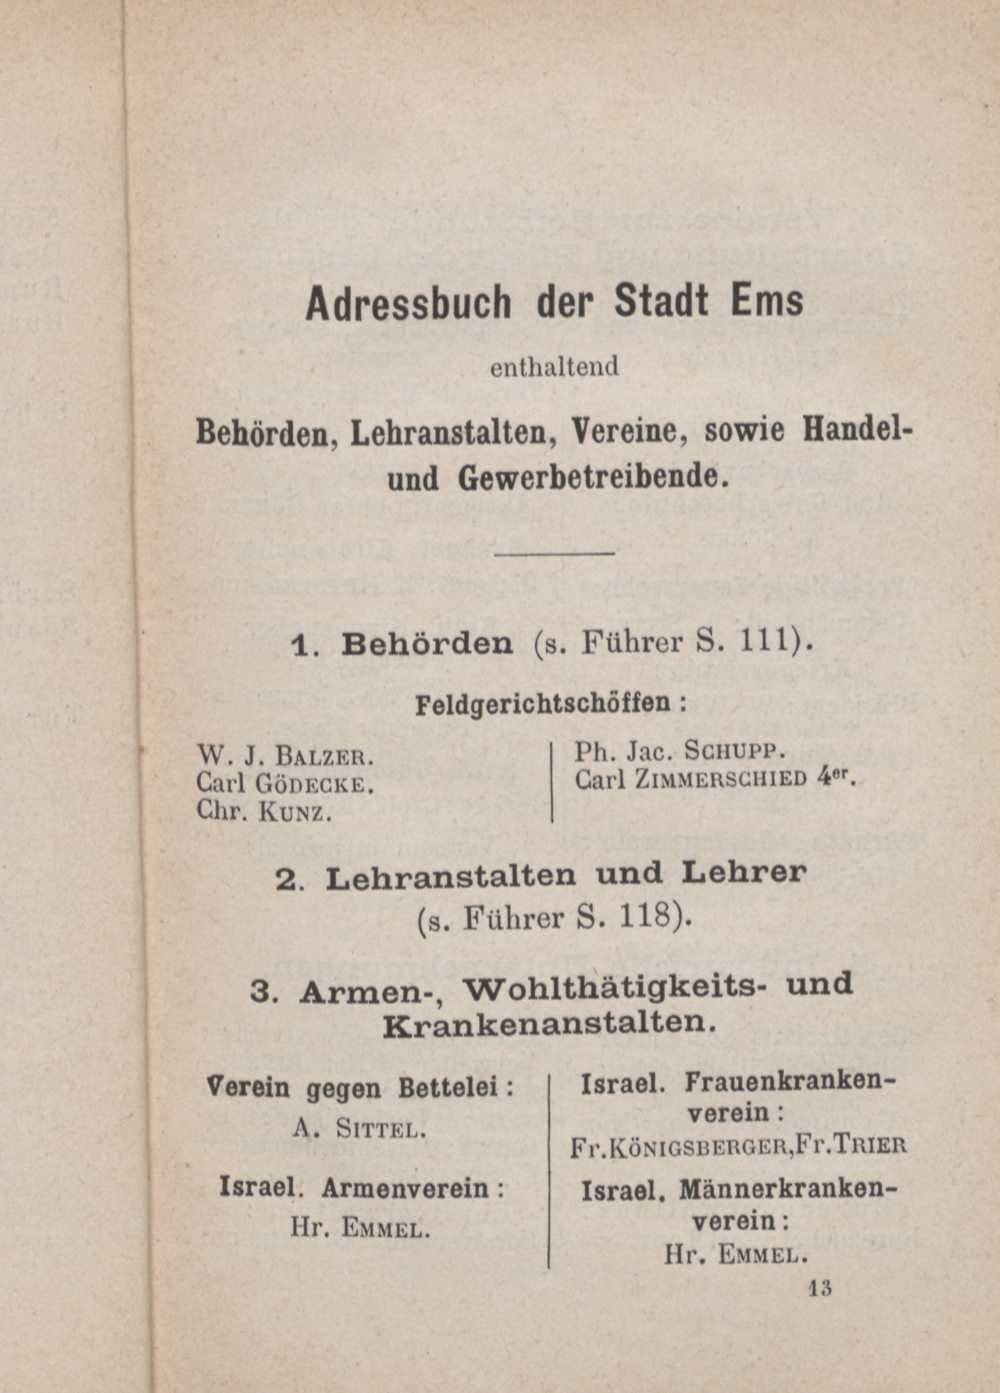 Adressbuch der Stadt Ems
enthaltend
Behörden, Lehranstalten, Vereine, sowie Handel-
und Gewerbetreibende.
1. Behörden (s. Führer S. 111).
Feldgerichtschöffen:
W. J. BALZER.
Carl GÖDECKE.
Chr. KUNZ.
Ph. Jac. SCHUPP.
Carl ZIMMERSCHIED 4er.
2. Lehranstalten und Lehrer
(s. Führer S. 118).
3. Armen-, Wohlthätigkeits- und
Krankenanstalten.
Verein gegen Bettelei:
A. SITTEL.
Israel. Armenverein:
Hr. EMMEL.
Israel. Frauenkranken-
verein:
Fr. KÖNIGSBERGER, Fr. TRIER
Israel. Männerkranken-
verein:
Hr. EMMEL.
13